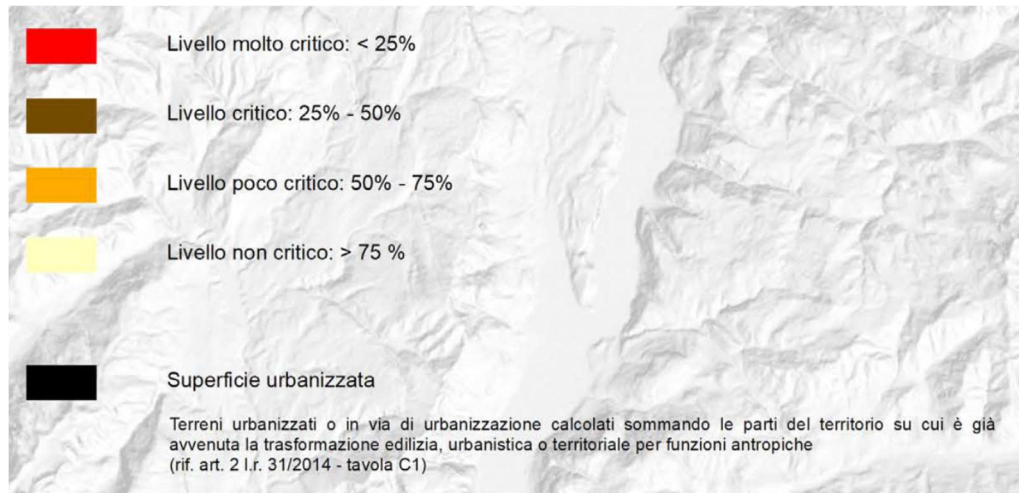 Livello molto critico: < 25%
Livello critico: 25% - 50%
Livello poco critico: 50% - 75%
Livello non critico: > 75 %
Superficie urbanizzata
Terreni urbanizzati o in via di urbanizzazione calcolati sommando le parti del territorio su cui è già
avvenuta la trasformazione edilizia, urbanistica o territoriale per funzioni antropiche
(rif. art. 2 l.r. 31/2014 - tavola C1)